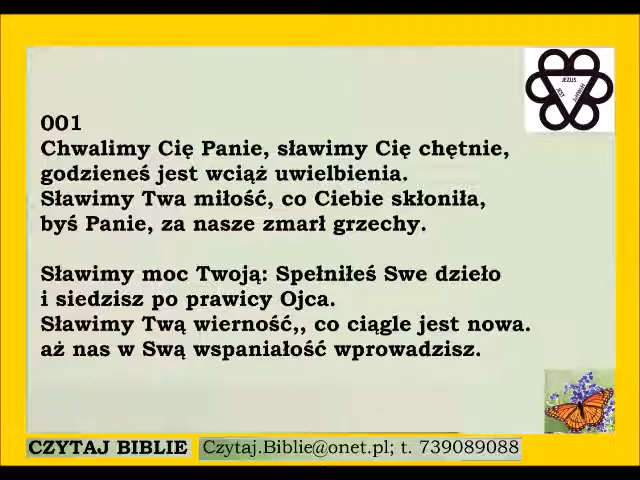 001
Chwalimy Cię Panie, sławimy Cię chętnie,
godzieneś jest wciąż uwielbienia.
Sławimy Twa miłość, co Ciebie skłoniła,
byś Panie, za nasze zmarł grzechy.
Sławimy moc Twoją: Spełniłeś Swe dzieło
i siedzisz po prawicy Ojca.
Sławimy Twą wierność,, co ciągle jest nowa.
aż nas w Swą wspaniałość wprowadzisz.
JEZUS
JEST
CZYTAJ BIBLIE Czytaj.Biblie@onet.pl; t. 739089088